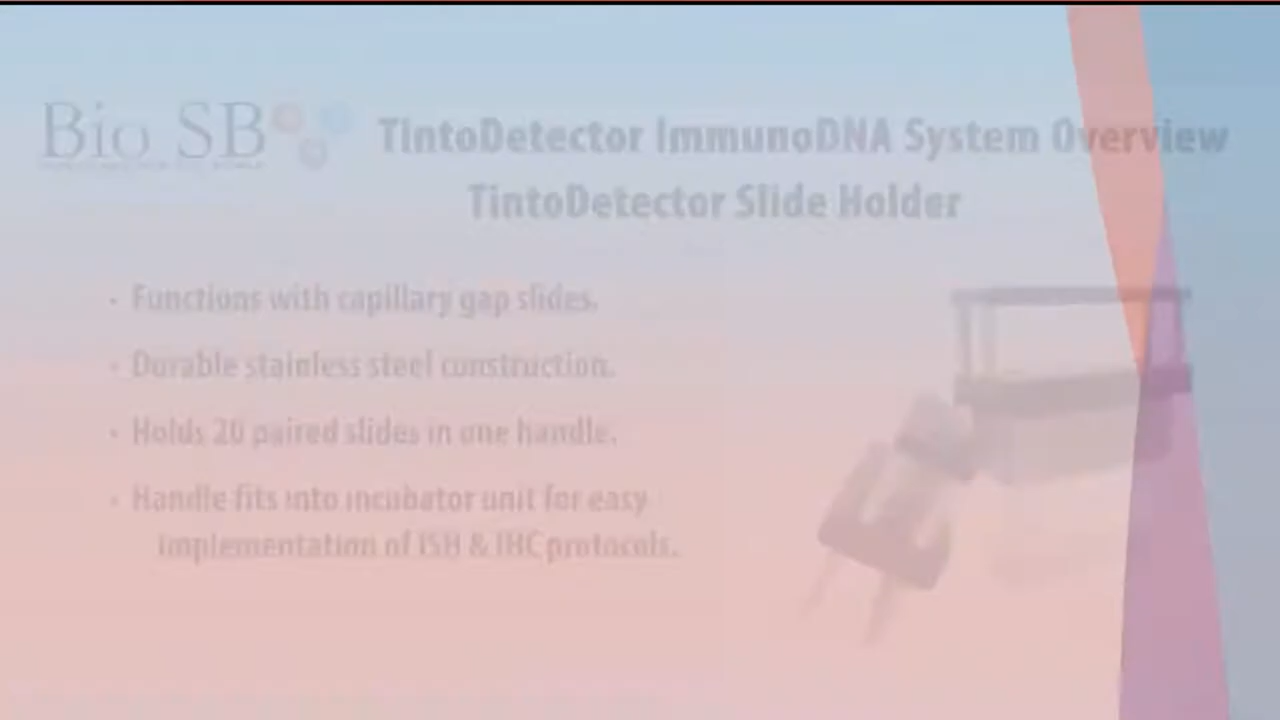 Bio SB
TintoDetector ImmunoDNA System Overview
TintoDetector Slide Holder
• Functions with capillary gap slides.
• Durable stainless steel construction.
• Holds 20 paired slides in one handle.
• Handle fits into incubator unit for easy
implementation of ISH & IHC protocols.